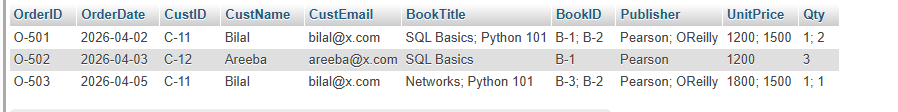 OrderID OrderDate CustID CustName CustEmail BookTitle BookID Publisher UnitPrice Qty
O-501 2026-04-02 C-11 Bilal bilal@x.com SQL Basics; Python 101 B-1; B-2 Pearson; OReilly 1200; 1500 1; 2
O-502 2026-04-03 C-12 Areeba areeba@x.com SQL Basics B-1 Pearson 1200 3
O-503 2026-04-05 C-11 Bilal bilal@x.com Networks; Python 101 B-3; B-2 Pearson; OReilly 1800; 1500 1; 1